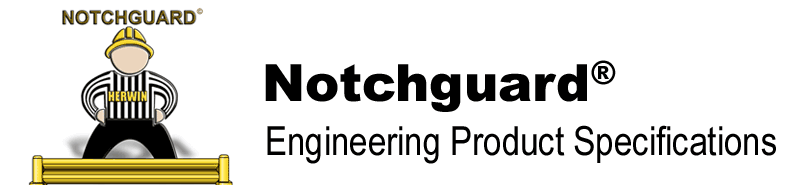 NOTCHGUARD©
HERWIN
Notchguard®
Engineering Product Specifications